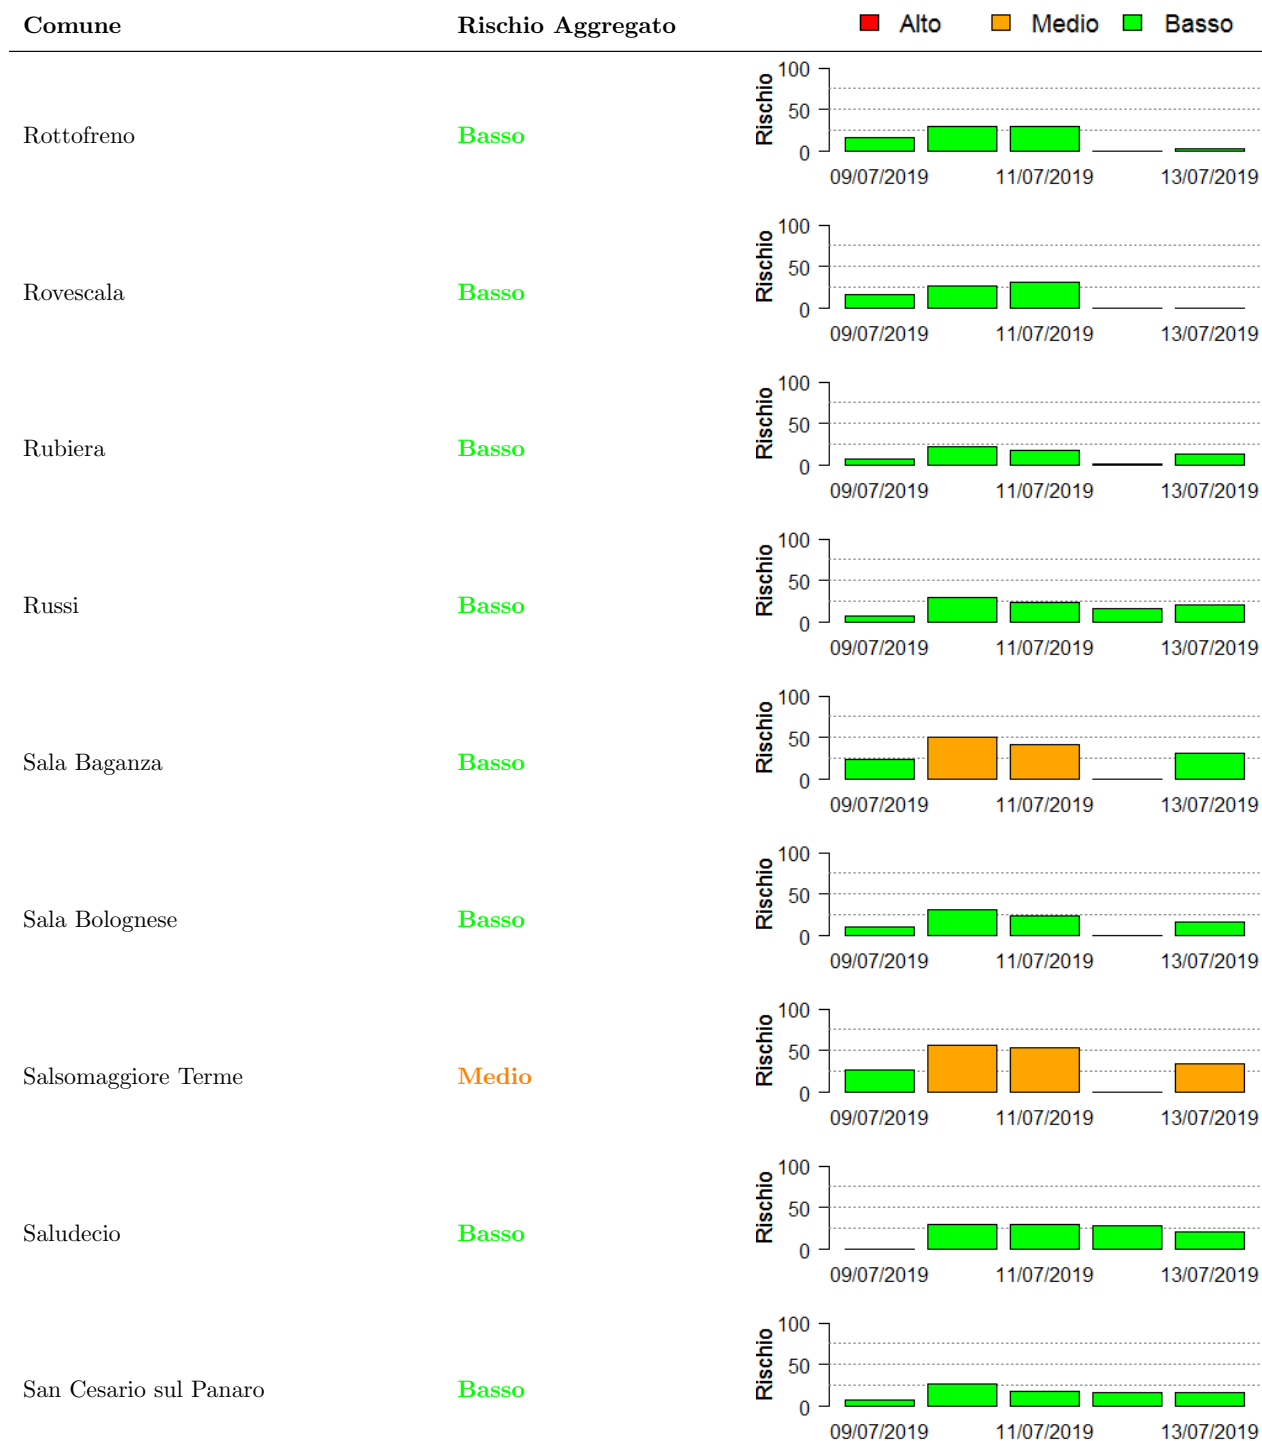 Comune Rischio Aggregato Alto Medio Basso
Rottofreno Basso
Rischio
100
50
0
09/07/2019 11/07/2019 13/07/2019
Rovescala Basso
Rischio
100
50
0
09/07/2019 11/07/2019 13/07/2019
Rubiera Basso
Rischio
100
50
0
09/07/2019 11/07/2019 13/07/2019
Russi Basso
Rischio
100
50
0
09/07/2019 11/07/2019 13/07/2019
Sala Baganza Basso
Rischio
100
50
0
09/07/2019 11/07/2019 13/07/2019
Sala Bolognese Basso
Rischio
100
50
0
09/07/2019 11/07/2019 13/07/2019
Salsomaggiore Terme Medio
Rischio
100
50
0
09/07/2019 11/07/2019 13/07/2019
Saludecio Basso
Rischio
100
50
0
09/07/2019 11/07/2019 13/07/2019
San Cesario sul Panaro Basso
Rischio
100
50
0
09/07/2019 11/07/2019 13/07/2019